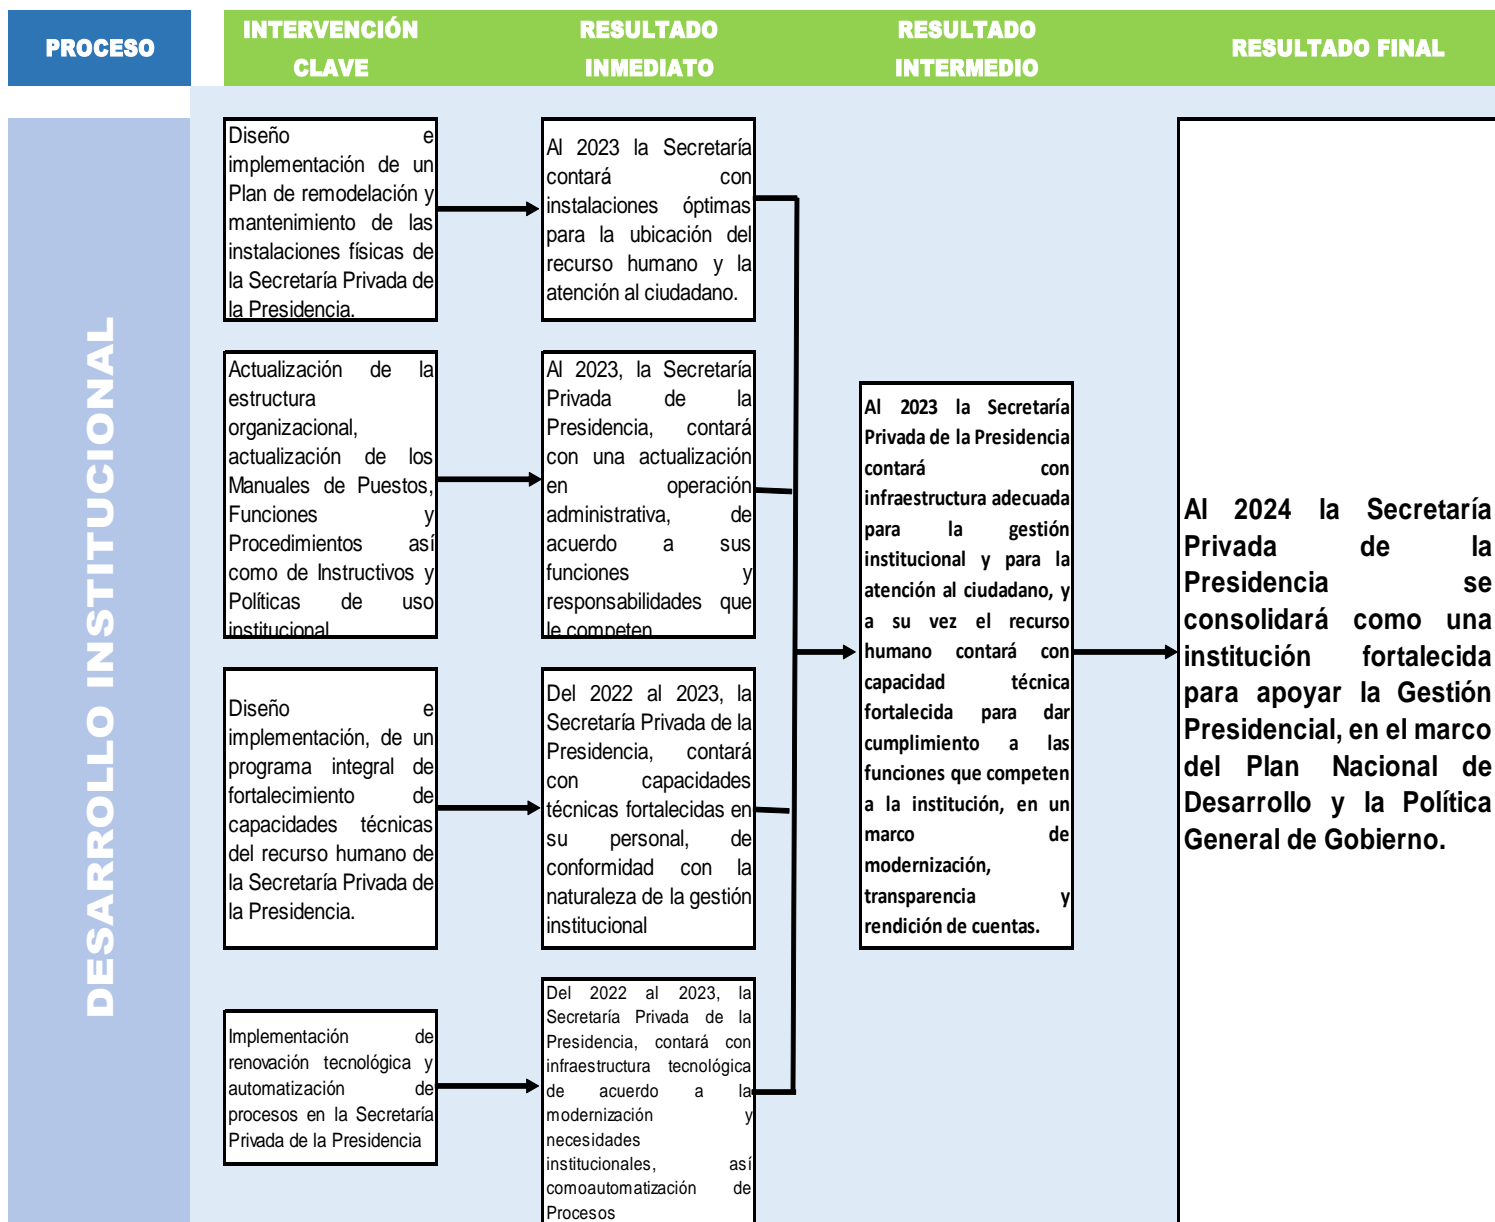 PROCESO
INTERVENCIÓN
CLAVE
RESULTADO
INMEDIATO
RESULTADO
INTERMEDIO
RESULTADO FINAL
DESARROLLO INSTITUCIONAL
Diseño e
implementación de un
Plan de remodelación y
mantenimiento de las
instalaciones físicas de
la Secretaría Privada de
la Presidencia.
Al 2023 la Secretaría
contará con
instalaciones óptimas
para la ubicación del
recurso humano y la
atención al ciudadano.
Actualización de la
estructura
organizacional,
actualización de los
Manuales de Puestos,
Funciones y
Procedimientos así
como de Instructivos y
Políticas de uso
institucional
Al 2023, la Secretaría
Privada de la
Presidencia, contará
con una actualización
en operación
administrativa, de
acuerdo a sus
funciones y
responsabilidades que
le competen
Diseño e
implementación, de un
programa integral de
fortalecimiento de
capacidades técnicas
del recurso humano de
la Secretaría Privada de
la Presidencia.
Del 2022 al 2023, la
Secretaría Privada de la
Presidencia, contará
con capacidades
técnicas fortalecidas en
su personal, de
conformidad con la
naturaleza de la gestión
institucional
Implementación de
renovación tecnológica y
automatización de
procesos en la Secretaría
Privada de la Presidencia
Del 2022 al 2023, la
Secretaría Privada de la
Presidencia, contará con
infraestructura tecnológica
de acuerdo a la
modernización y
necesidades
institucionales, así
comoautomatización de
Procesos
Al 2023 la Secretaría
Privada de la Presidencia
contará con
infraestructura adecuada
para la gestión
institucional y para la
atención al ciudadano, y
a su vez el recurso
humano contará con
capacidad técnica
fortalecida para dar
cumplimiento a las
funciones que competen
a la institución, en un
marco de
modernización,
transparencia y
rendición de cuentas.
Al 2024 la Secretaría
Privada de la
Presidencia se
consolidará como una
institución fortalecida
para apoyar la Gestión
Presidencial, en el marco
del Plan Nacional de
Desarrollo y la Política
General de Gobierno.